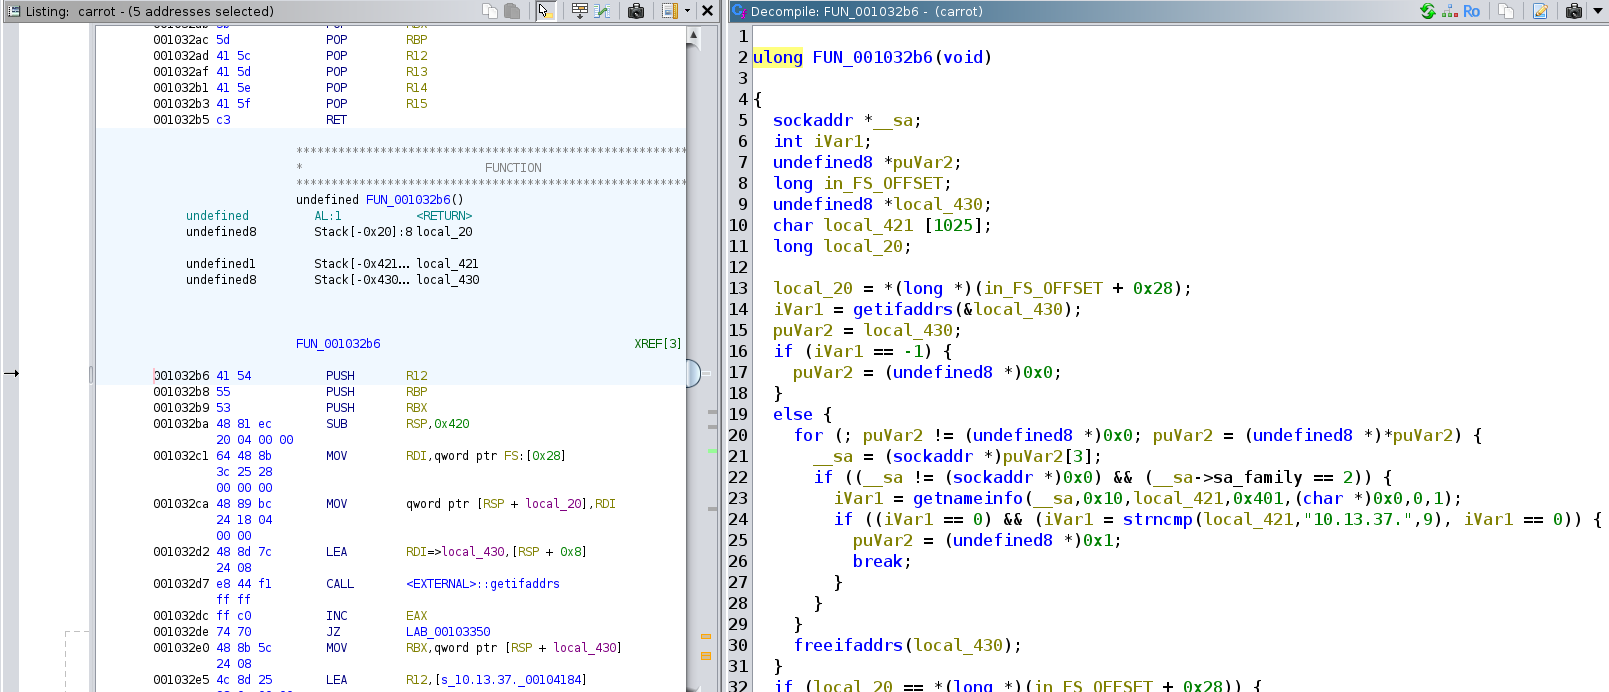 Listing: carrot - (5 addresses selected)
001032ac 5d POP RBP
001032ad 41 5c POP R12
001032af 41 5d POP R13
001032b1 41 5e POP R14
001032b3 41 5f POP R15
001032b5 c3 RET
*******************************************************
* FUNCTION
*******************************************************
undefined FUN_001032b6()
undefined AL:1 <RETURN>
undefined8 Stack[-0x20]:8 local_20
undefined1 Stack[-0x421... local_421
undefined8 Stack[-0x430... local_430
FUN_001032b6 XREF[3]
001032b6 41 54 PUSH R12
001032b8 55 PUSH RBP
001032b9 53 PUSH RBX
001032ba 48 81 ec SUB RSP,0x420
20 04 00 00
001032c1 64 48 8b MOV RDI,qword ptr FS:[0x28]
3c 25 28
00 00 00
001032ca 48 89 bc MOV qword ptr [RSP + local_20],RDI
24 18 04
00 00
001032d2 48 8d 7c LEA RDI=>local_430,[RSP + 0x8]
24 08
001032d7 e8 44 f1 CALL <EXTERNAL>::getifaddrs
ff ff
001032dc ff c0 INC EAX
001032de 74 70 JZ LAB_00103350
001032e0 48 8b 5c MOV RBX,qword ptr [RSP + local_430]
24 08
001032e5 4c 8d 25 LEA R12,[s_10.13.37._00104184]
Decompile: FUN_001032b6 - (carrot)
Ro
1
2 ulong FUN_001032b6(void)
3
4 {
5 sockaddr *__sa;
6 int iVar1;
7 undefined8 *puVar2;
8 long in_FS_OFFSET;
9 undefined8 *local_430;
10 char local_421 [1025];
11 long local_20;
12
13 local_20 = *(long *)(in_FS_OFFSET + 0x28);
14 iVar1 = getifaddrs(&local_430);
15 puVar2 = local_430;
16 if (iVar1 == -1) {
17 puVar2 = (undefined8 *)0x0;
18 }
19 else {
20 for (; puVar2 != (undefined8 *)0x0; puVar2 = (undefined8 *)*puVar2) {
21 __sa = (sockaddr *)puVar2[3];
22 if ((__sa != (sockaddr *)0x0) && (__sa->sa_family == 2)) {
23 iVar1 = getnameinfo(__sa,0x10,local_421,0x401,(char *)0x0,0,1);
24 if ((iVar1 == 0) && (iVar1 = strncmp(local_421,"10.13.37.",9), iVar1 == 0)) {
25 puVar2 = (undefined8 *)0x1;
26 break;
27 }
28 }
29 }
30 freeifaddrs(local_430);
31 }
32 if (local_20 == *(long *)(in_FS_OFFSET + 0x28)) {